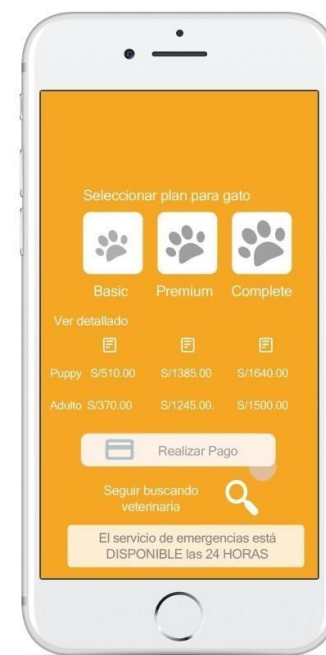 Seleccionar plan para gato
Basic Premium Complete
Ver detallado
Puppy S/510.00 S/1385.00 S/1640.00
Adulto S/370.00 S/1245.00. S/1500.00
Realizar Pago
Seguir buscando
veterinaria
El servicio de emergencias está
DISPONIBLE las 24 HORAS